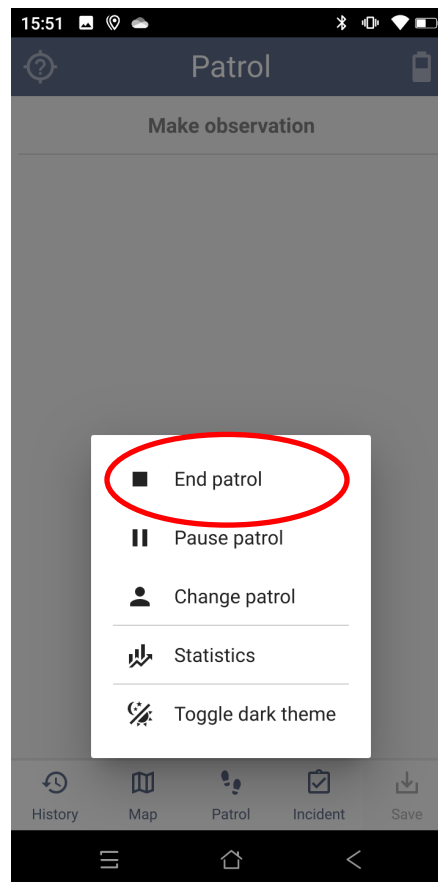 15:51
Patrol
Make observation
End patrol
Pause patrol
Change patrol
Statistics
Toggle dark theme
History Map Patrol Incident Save